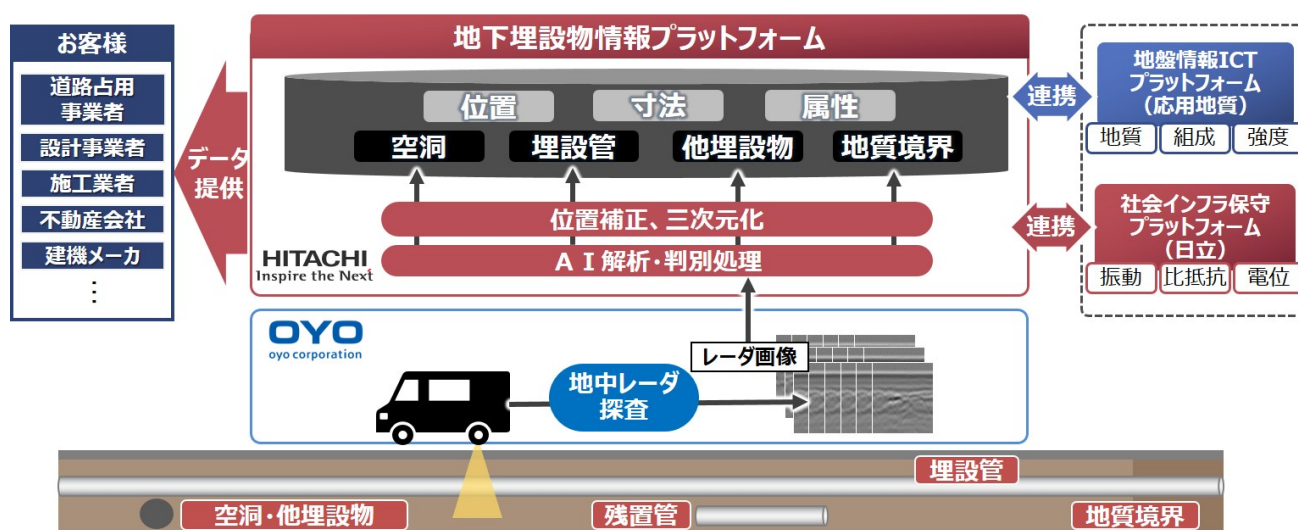 お客様
道路占用
事業者
設計事業者
施工業者
不動産会社
建機メーカ
⋮
データ
提供
地下埋設物情報プラットフォーム
位置 寸法 属性
空洞 埋設管 他埋設物 地質境界
位置補正、三次元化
AI解析・判別処理
HITACHI
Inspire the Next
連携
地盤情報ICT
プラットフォーム
（応用地質）
地質 組成 強度
連携
社会インフラ保守
プラットフォーム
（日立）
振動 比抵抗 電位
OYO
oyo corporation
地中レーダ
探査
レーダ画像
埋設管
空洞・他埋設物 残置管 地質境界